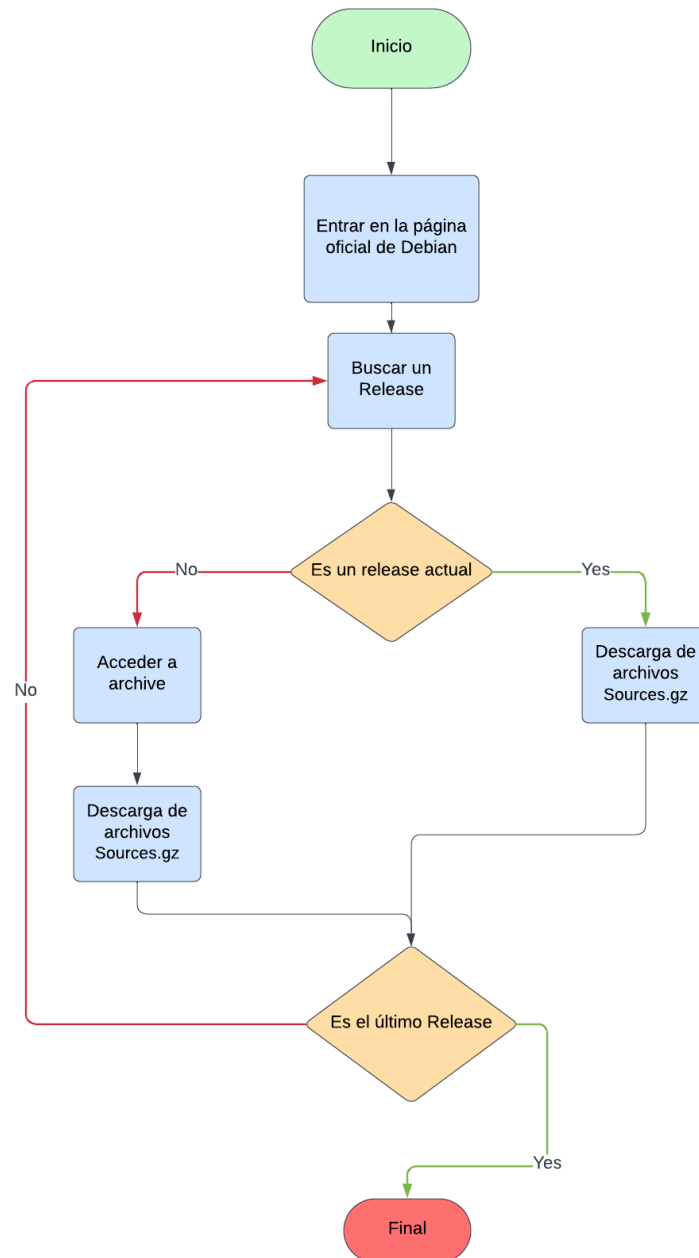 Inicio
Entrar en la página
oficial de Debian
Buscar un
Release
Es un release actual
No
Yes
Acceder a
archive
Descarga de
archivos
Sources.gz
No
Descarga de
archivos
Sources.gz
Es el último Release
Yes
Final